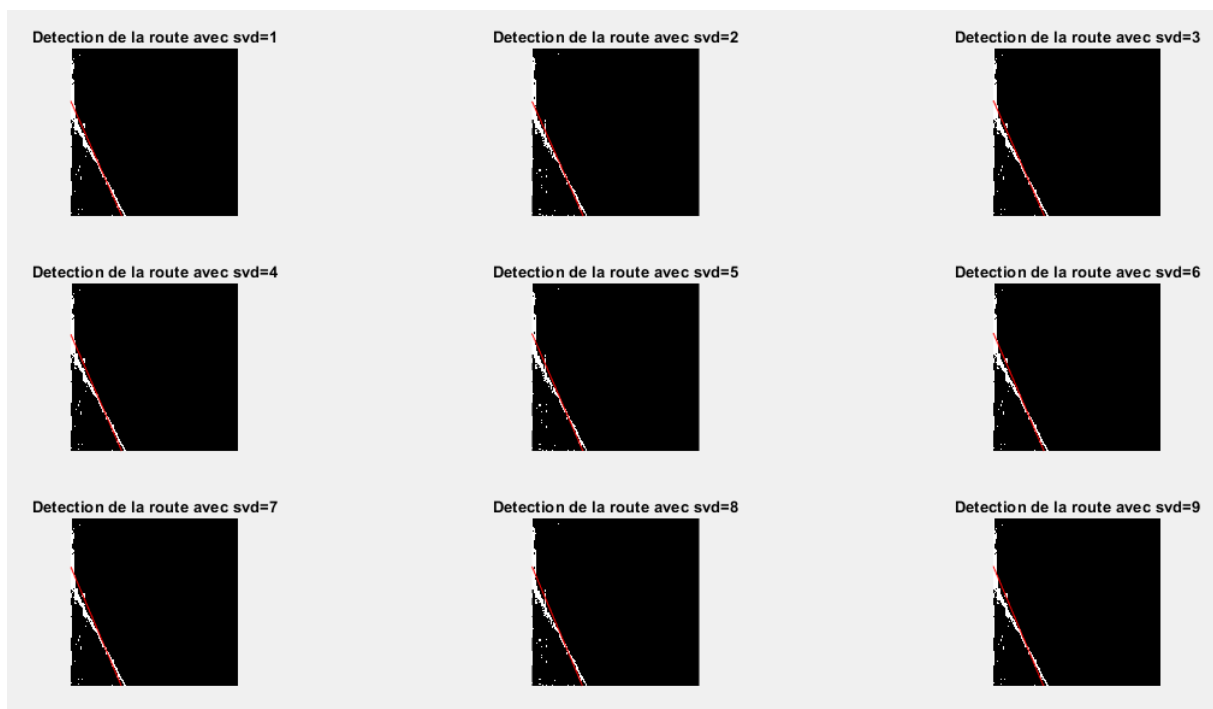 Detection de la route avec svd=1
Detection de la route avec svd=2
Detection de la route avec svd=3
Detection de la route avec svd=4
Detection de la route avec svd=5
Detection de la route avec svd=6
Detection de la route avec svd=7
Detection de la route avec svd=8
Detection de la route avec svd=9